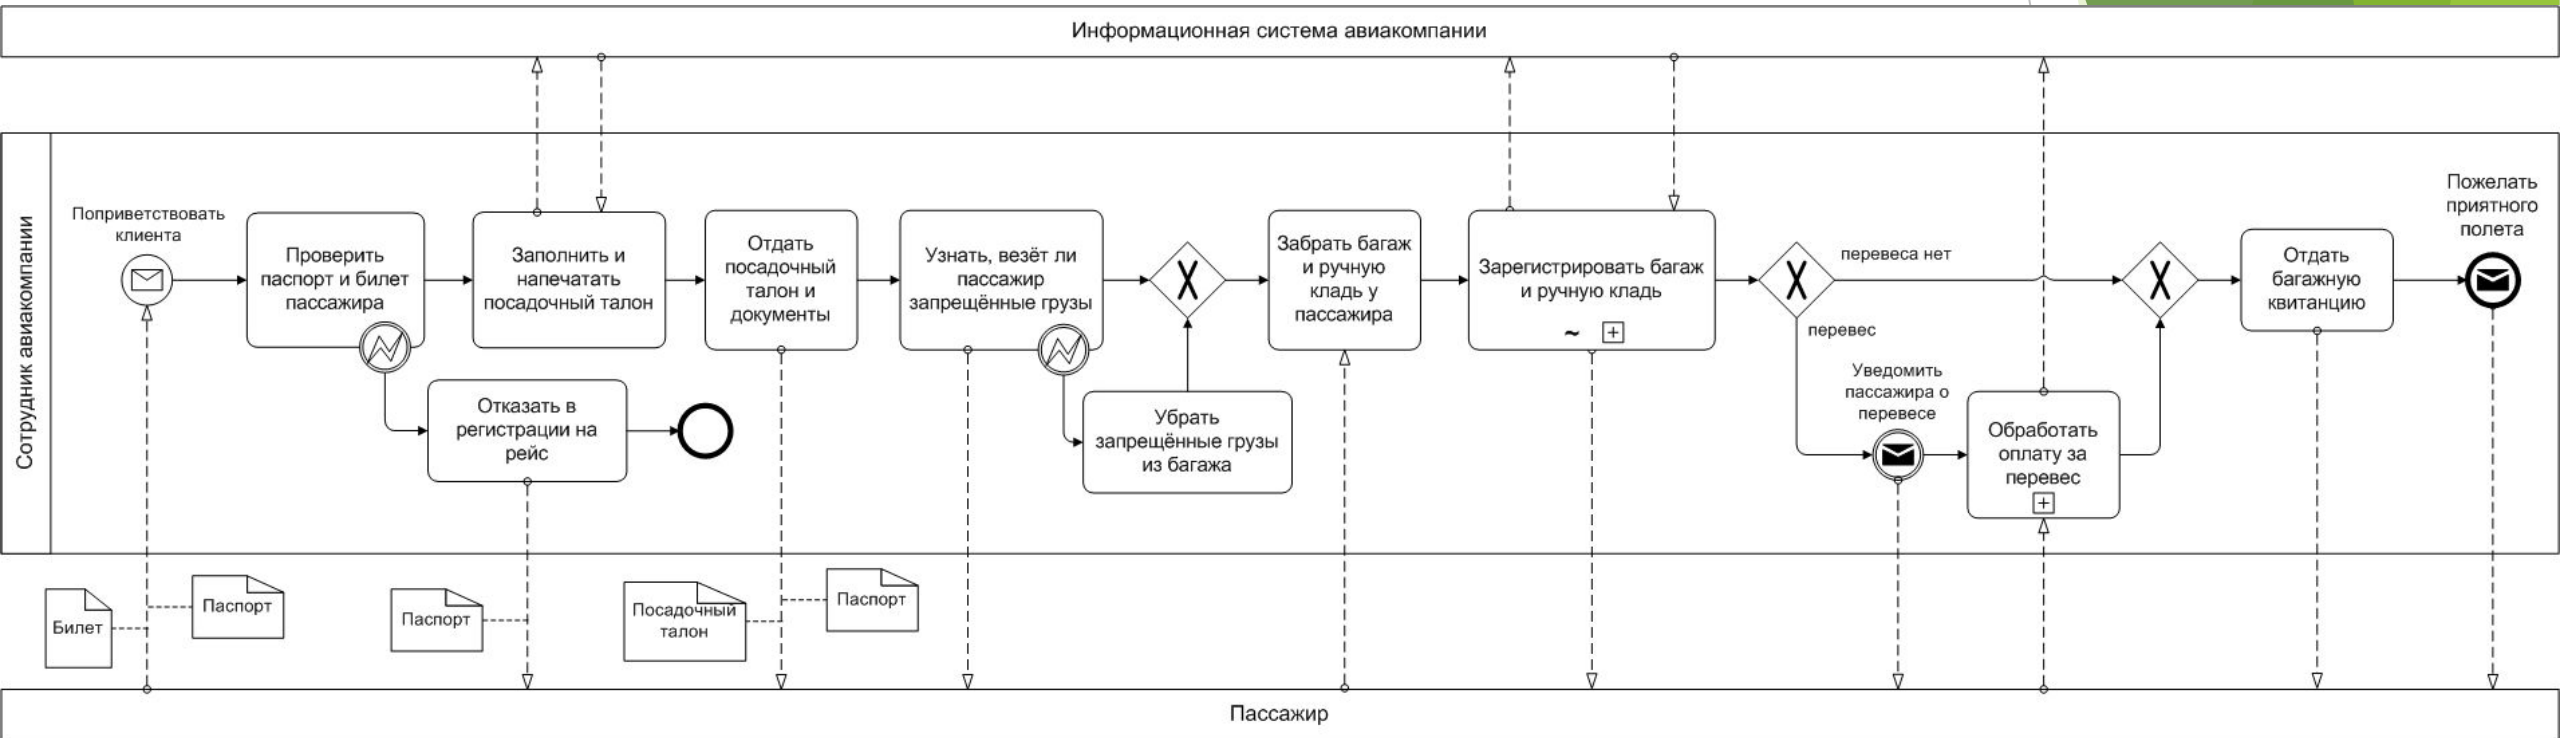 Информационная система авиакомпании
Сотрудник авиакомпании
Поприветствовать
клиента
Проверить
паспорт и билет
пассажира
Заполнить и
напечатать
посадочный талон
Отдать
посадочный
талон и
документы
Узнать, везёт ли
пассажир
запрещённые грузы
Забрать багаж
и ручную
кладь у
пассажира
Зарегистрировать багаж
и ручную кладь
перевеса нет
перевес
Отдать
багажную
квитанцию
Пожелать
приятного
полета
Отказать в
регистрации на
рейс
Убрать
запрещённые грузы
из багажа
Уведомить
пассажира о
перевесе
Обработать
оплату за
перевес
Билет
Паспорт
Паспорт
Посадочный
талон
Паспорт
Пассажир